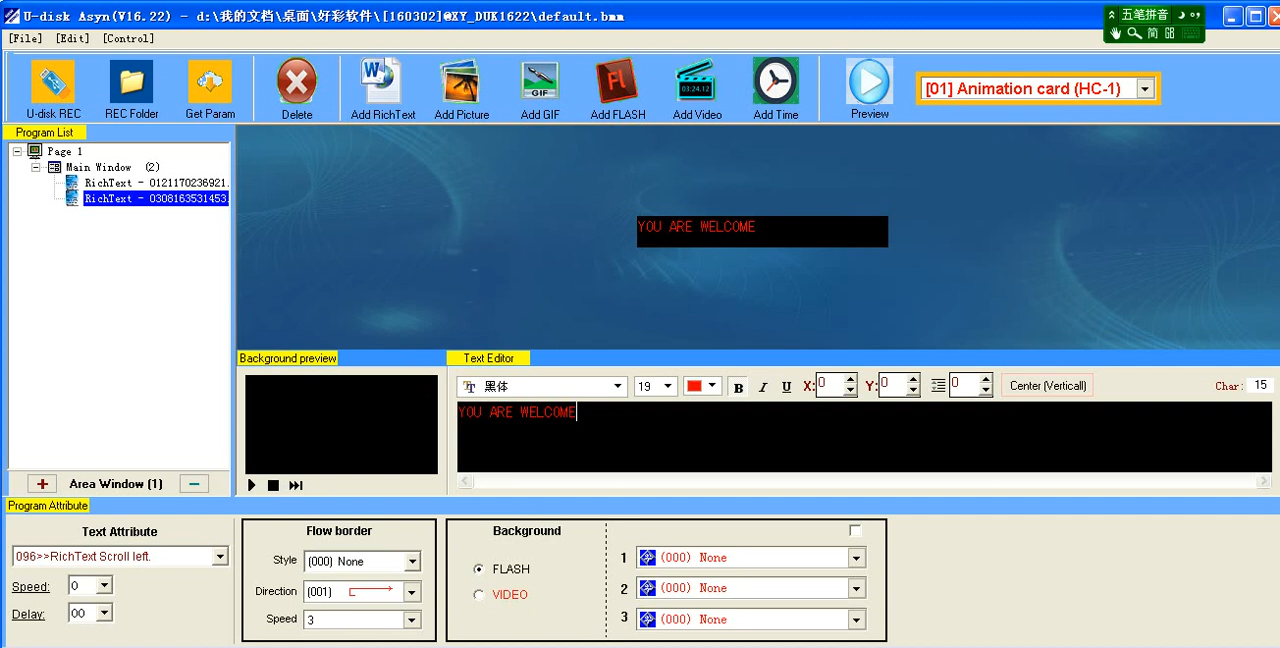 U-disk Asyn(V16.22) - d:\我的文档\桌面\好彩软件\[160302]@XY_DUK1622\default.bmm
五笔拼音
简
[File] [Edit] [Control]
U-disk REC REC Folder Get Param Delete Add RichText Add Picture Add GIF Add FLASH Add Video Add Time Preview
[01] Animation card (HC-1)
Program List
Page 1
Main Window (2)
RichText - 0121170236921.
RichText - 0308163531453.
YOU ARE WELCOME
+ Area Window (1) −
Background preview
Text Editor
黑体 19 B I U X: 0 Y: 0 0 Center (Verticall) Char: 15
YOU ARE WELCOME
Program Attribute
Text Attribute
096>>RichText Scroll left.
Speed: 0
Delay: 00
Flow border
Style (000) None
Direction (001)
Speed 3
Background
FLASH
VIDEO
1 (000) None
2 (000) None
3 (000) None